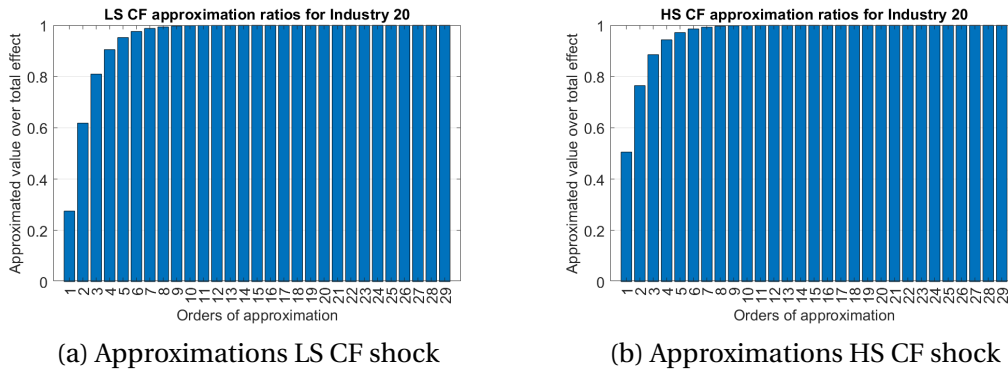 LS CF approximation ratios for Industry 20
Approximated value over total effect
1
0.8
0.6
0.4
0.2
0
1 2 3 4 5 6 7 8 9 10 11 12 13 14 15 16 17 18 19 20 21 22 23 24 25 26 27 28 29
Orders of approximation
(a) Approximations LS CF shock
HS CF approximation ratios for Industry 20
Approximated value over total effect
1
0.8
0.6
0.4
0.2
0
1 2 3 4 5 6 7 8 9 10 11 12 13 14 15 16 17 18 19 20 21 22 23 24 25 26 27 28 29
Orders of approximation
(b) Approximations HS CF shock